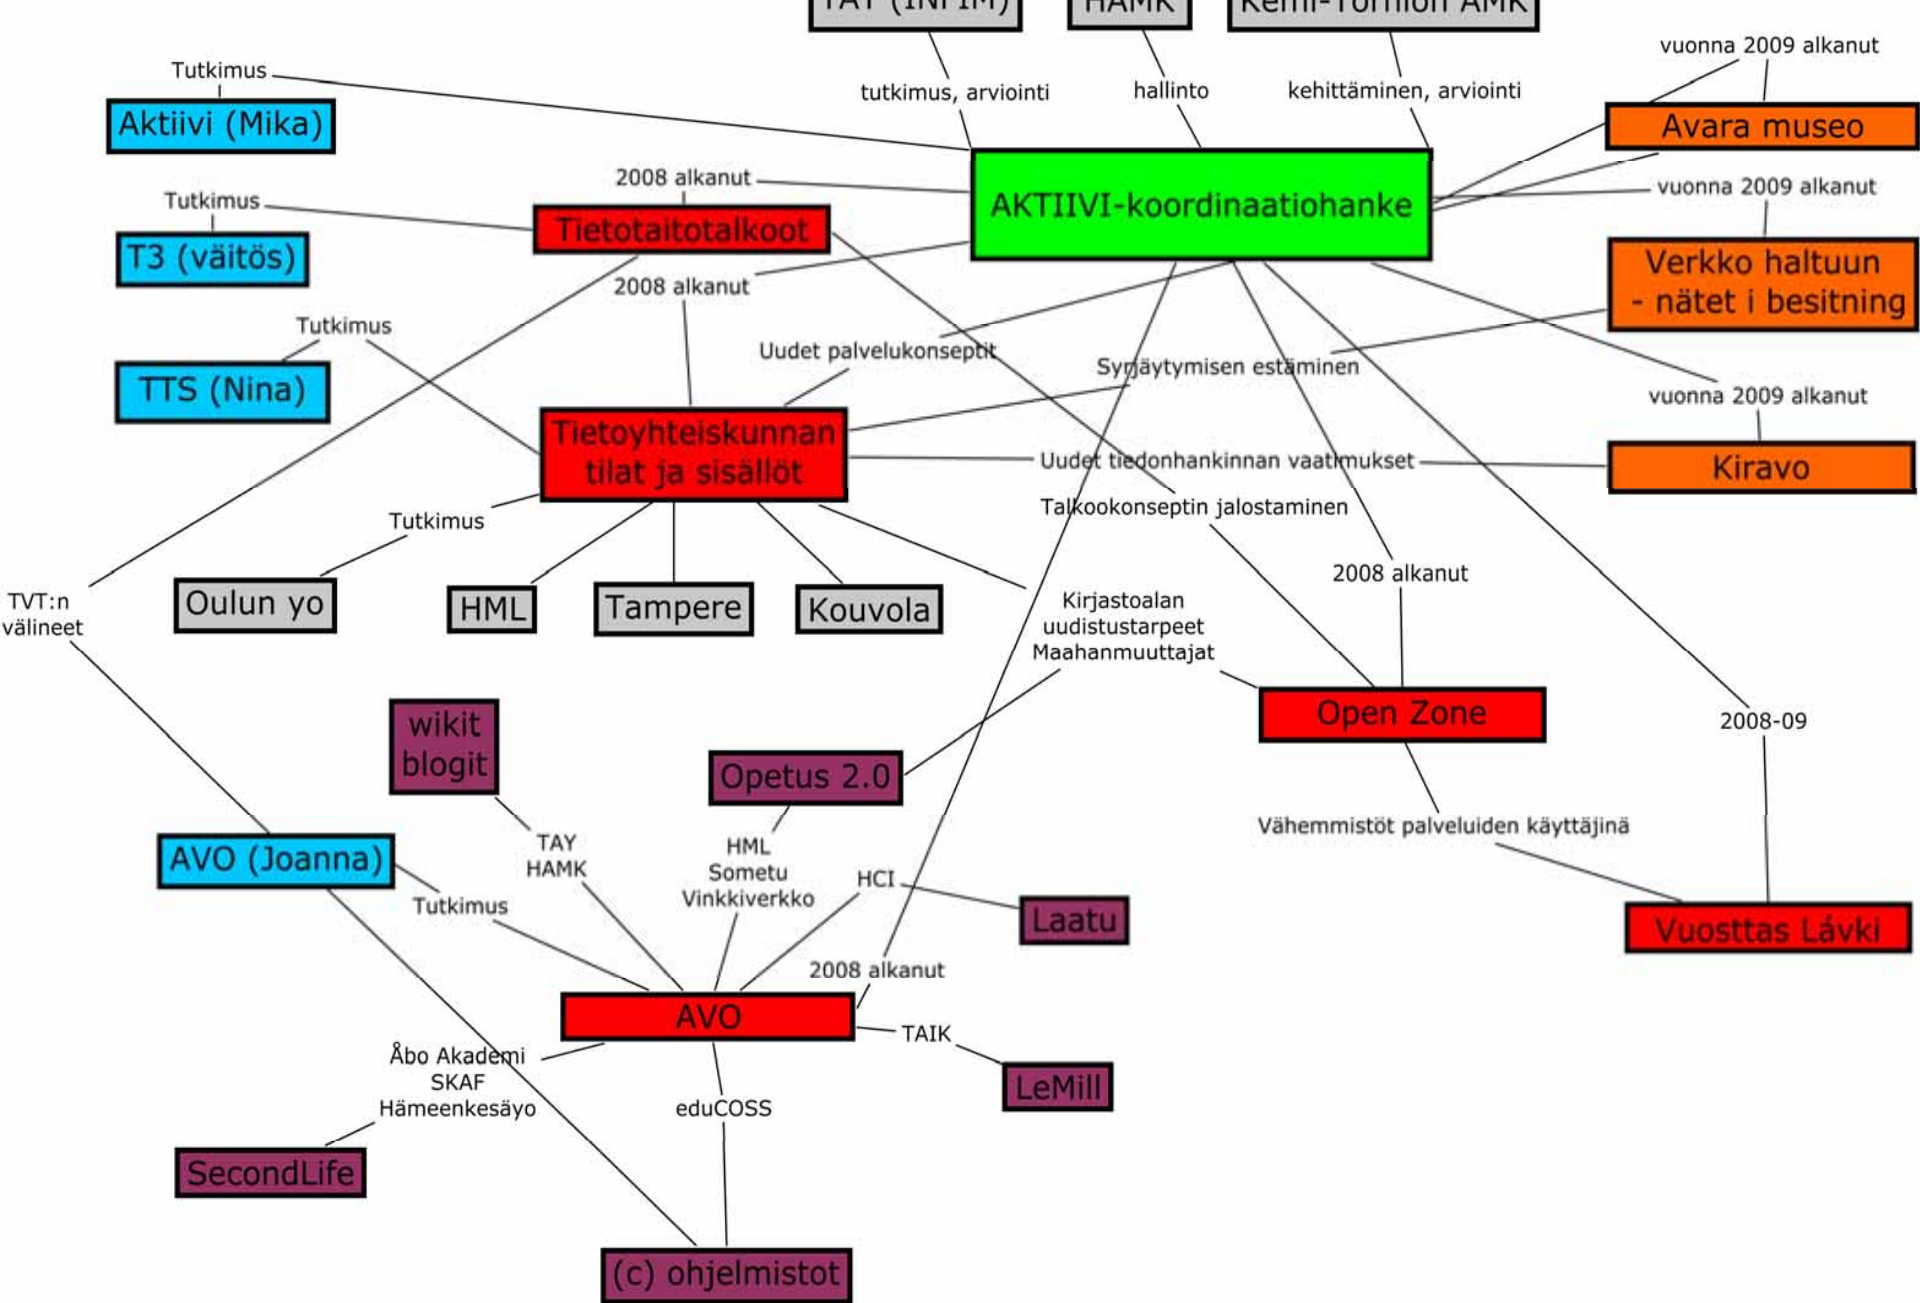 TAY (INFIM)
HAMK
Kemi-Tornion AMK
vuonna 2009 alkanut
Tutkimus
tutkimus, arviointi
hallinto
kehittäminen, arviointi
Aktiivi (Mika)
Avara museo
2008 alkanut
AKTIIVI-koordinaatiohanke
vuonna 2009 alkanut
Tutkimus
Tietotaitotalkoot
T3 (väitös)
2008 alkanut
Verkko haltuun
- nätet i besitning
Tutkimus
Uudet palvelukonseptit
Syrjäytymisen estäminen
TTS (Nina)
vuonna 2009 alkanut
Tietoyhteiskunnan
tilat ja sisällöt
Uudet tiedonhankinnan vaatimukset
Kiravo
Tutkimus
Talkookonseptin jalostaminen
2008 alkanut
TVT:n
välineet
Oulun yo
HML
Tampere
Kouvola
Kirjastoalan
uudistustarpeet
Maahanmuuttajat
Open Zone
2008-09
wikit
blogit
Opetus 2.0
Vähemmistöt palveluiden käyttäjinä
AVO (Joanna)
TAY
HAMK
HML
Sometu
Vinkkiverkko
HCI
Tutkimus
Laatu
Vuosttas Lávki
2008 alkanut
AVO
TAIK
Åbo Akademi
SKAF
Hämeenkesäyo
eduCOSS
LeMill
SecondLife
(c) ohjelmistot